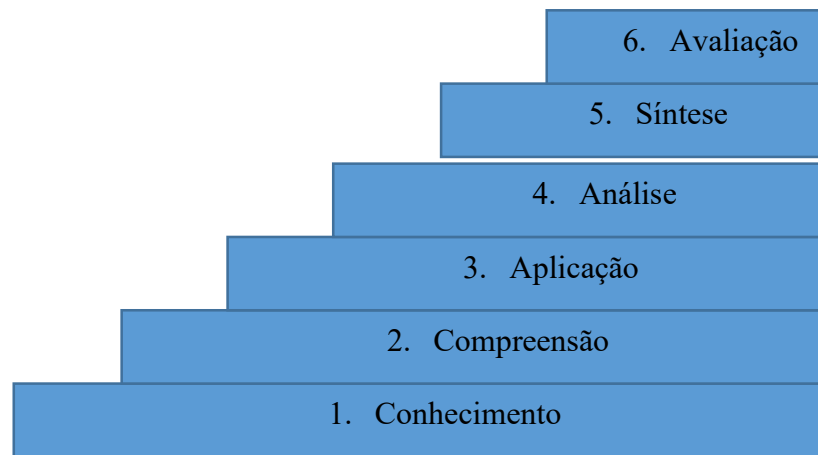 6. Avaliação
5. Síntese
4. Análise
3. Aplicação
2. Compreensão
1. Conhecimento